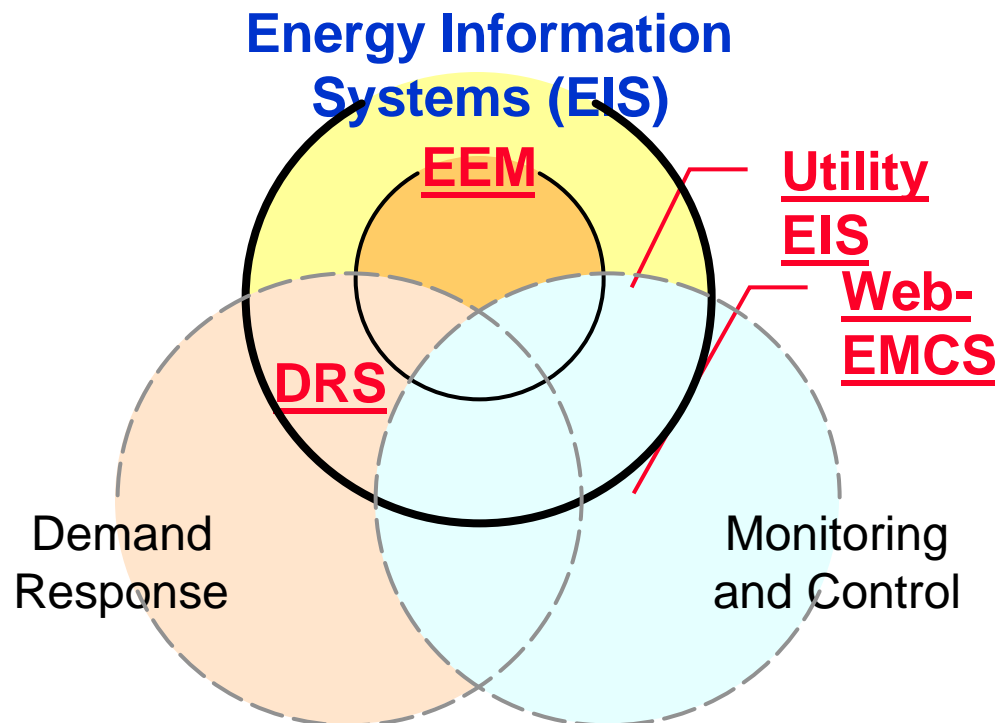 Energy Information
Systems (EIS)
EEM
Utility
EIS
Web-
EMCS
DRS
Demand
Response
Monitoring
and Control